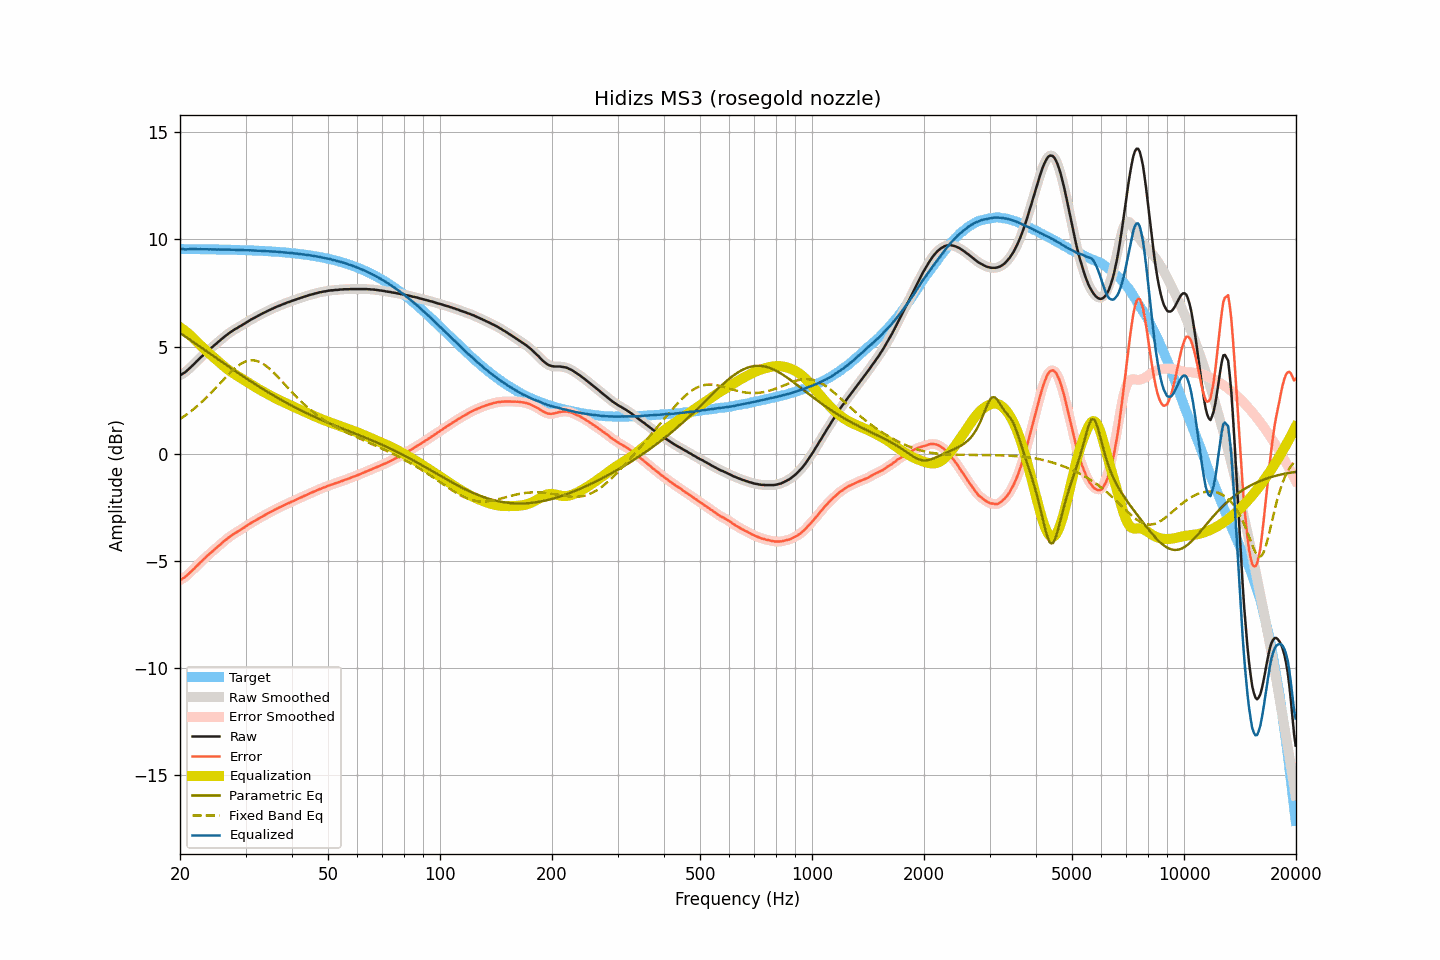 Hidizs MS3 (rosegold nozzle)
Amplitude (dBr)
15
10
5
0
−5
−10
−15
Target
Raw Smoothed
Error Smoothed
Raw
Error
Equalization
Parametric Eq
Fixed Band Eq
Equalized
20 50 100 200 500 1000 2000 5000 10000 20000
Frequency (Hz)